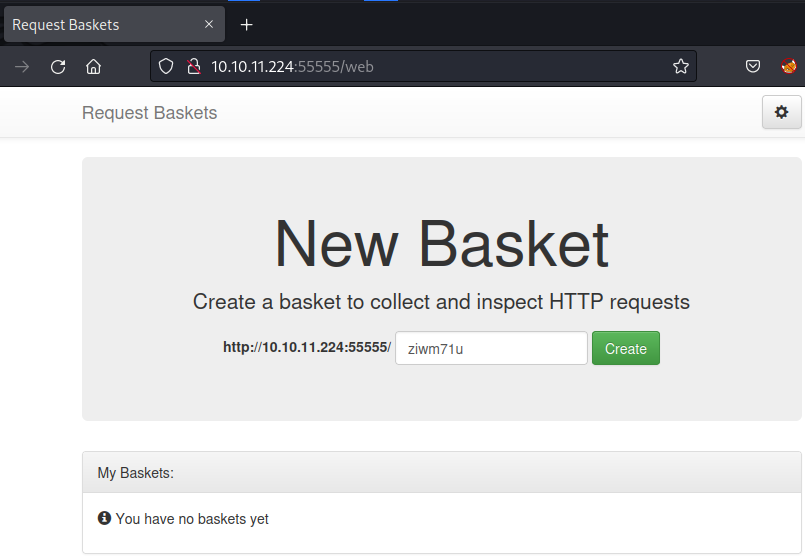 Request Baskets
10.10.11.224:55555/web
Request Baskets
New Basket
Create a basket to collect and inspect HTTP requests
http://10.10.11.224:55555/ ziwm71u Create
My Baskets:
You have no baskets yet